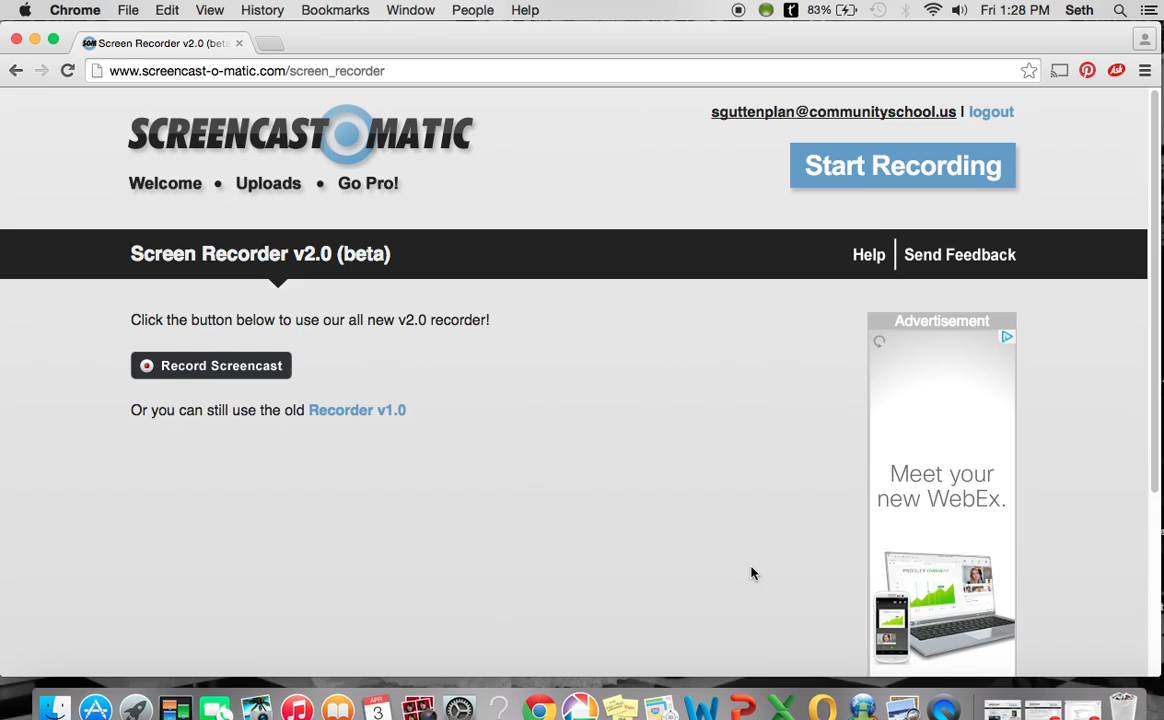 Chrome File Edit View History Bookmarks Window People Help 83% Fri 1:28 PM Seth
Screen Recorder v2.0 (beta
www.screencast-o-matic.com/screen_recorder
Ask
sguttenplan@communityschool.us | logout
SCREENCAST MATIC
Start Recording
Welcome • Uploads • Go Pro!
Screen Recorder v2.0 (beta)
Help | Send Feedback
Click the button below to use our all new v2.0 recorder!
Advertisement
Record Screencast
Or you can still use the old Recorder v1.0
Meet your
new WebEx.
APR
3